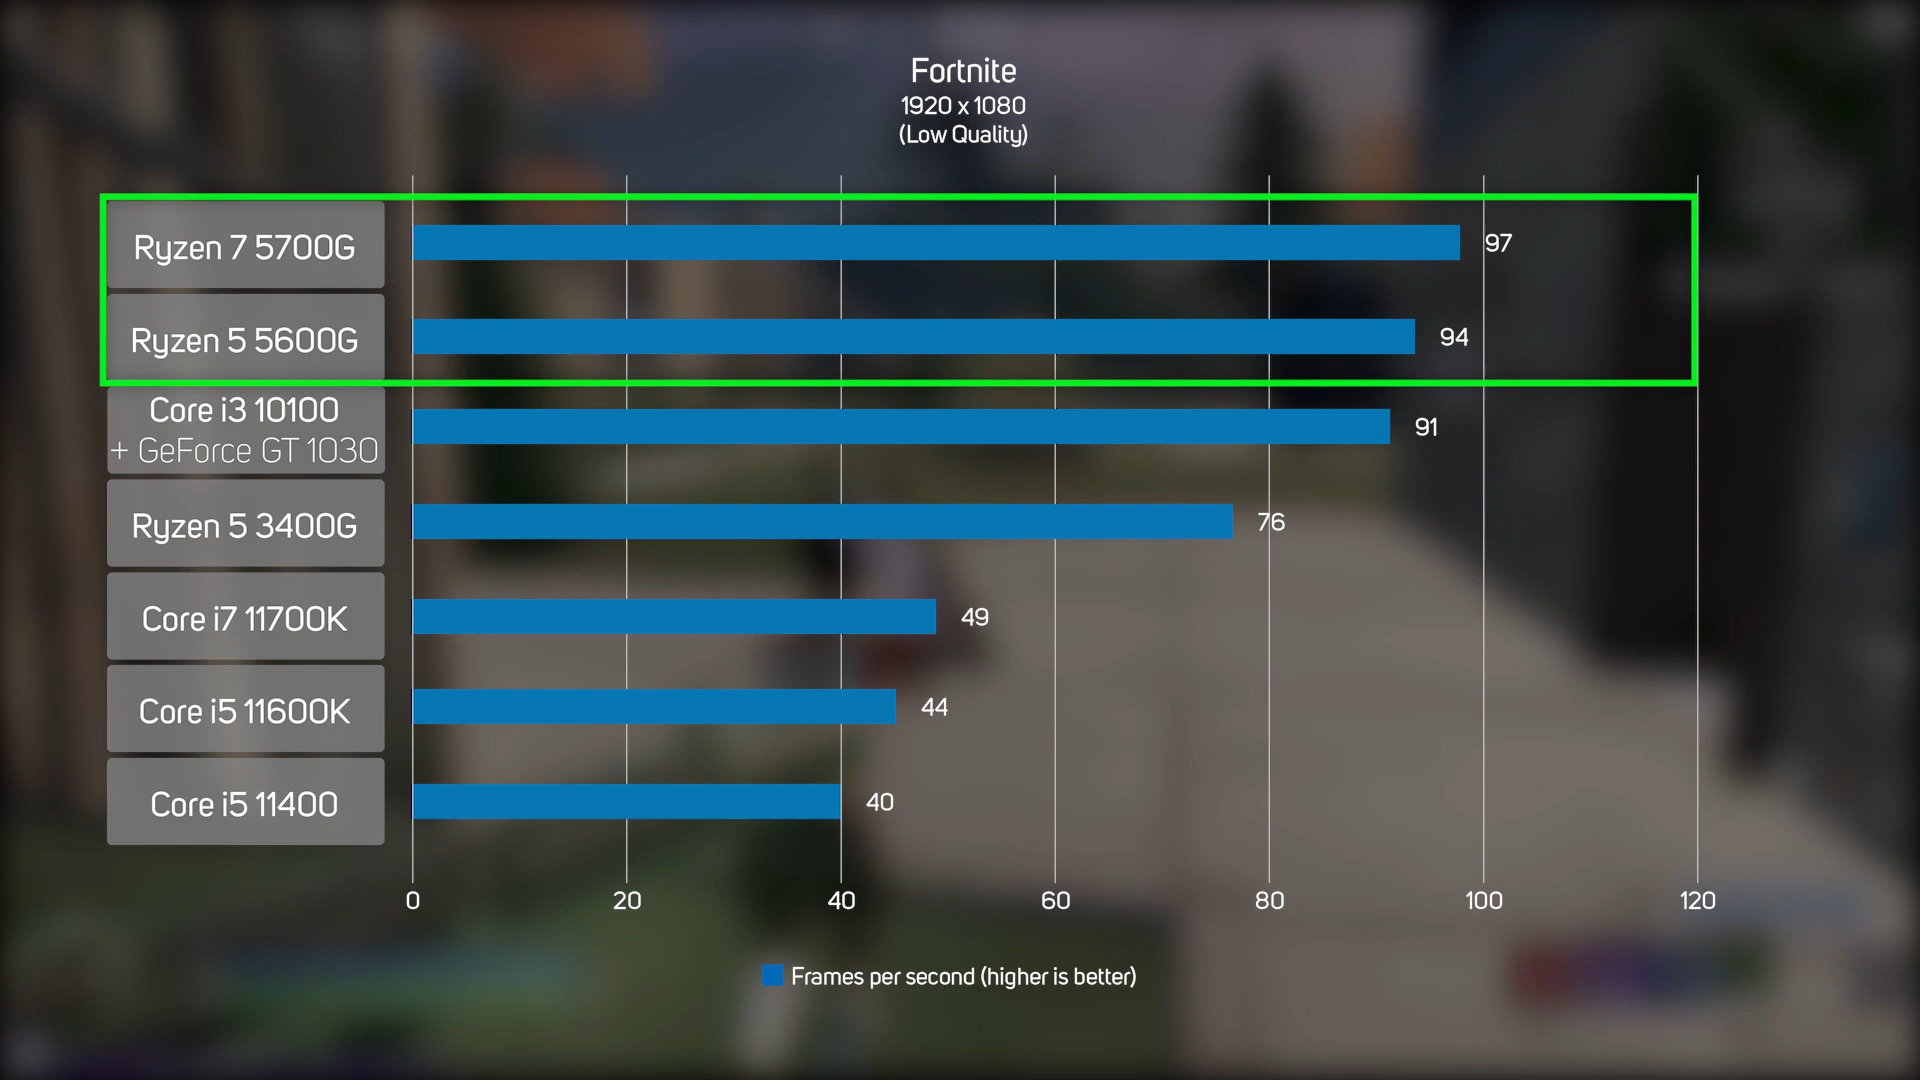 Fortnite
1920 x 1080
(Low Quality)
Ryzen 7 5700G
97
Ryzen 5 5600G
94
Core i3 10100
+ GeForce GT 1030
91
Ryzen 5 3400G
76
Core i7 11700K
49
Core i5 11600K
44
Core i5 11400
40
0 20 40 60 80 100 120
Frames per second (higher is better)